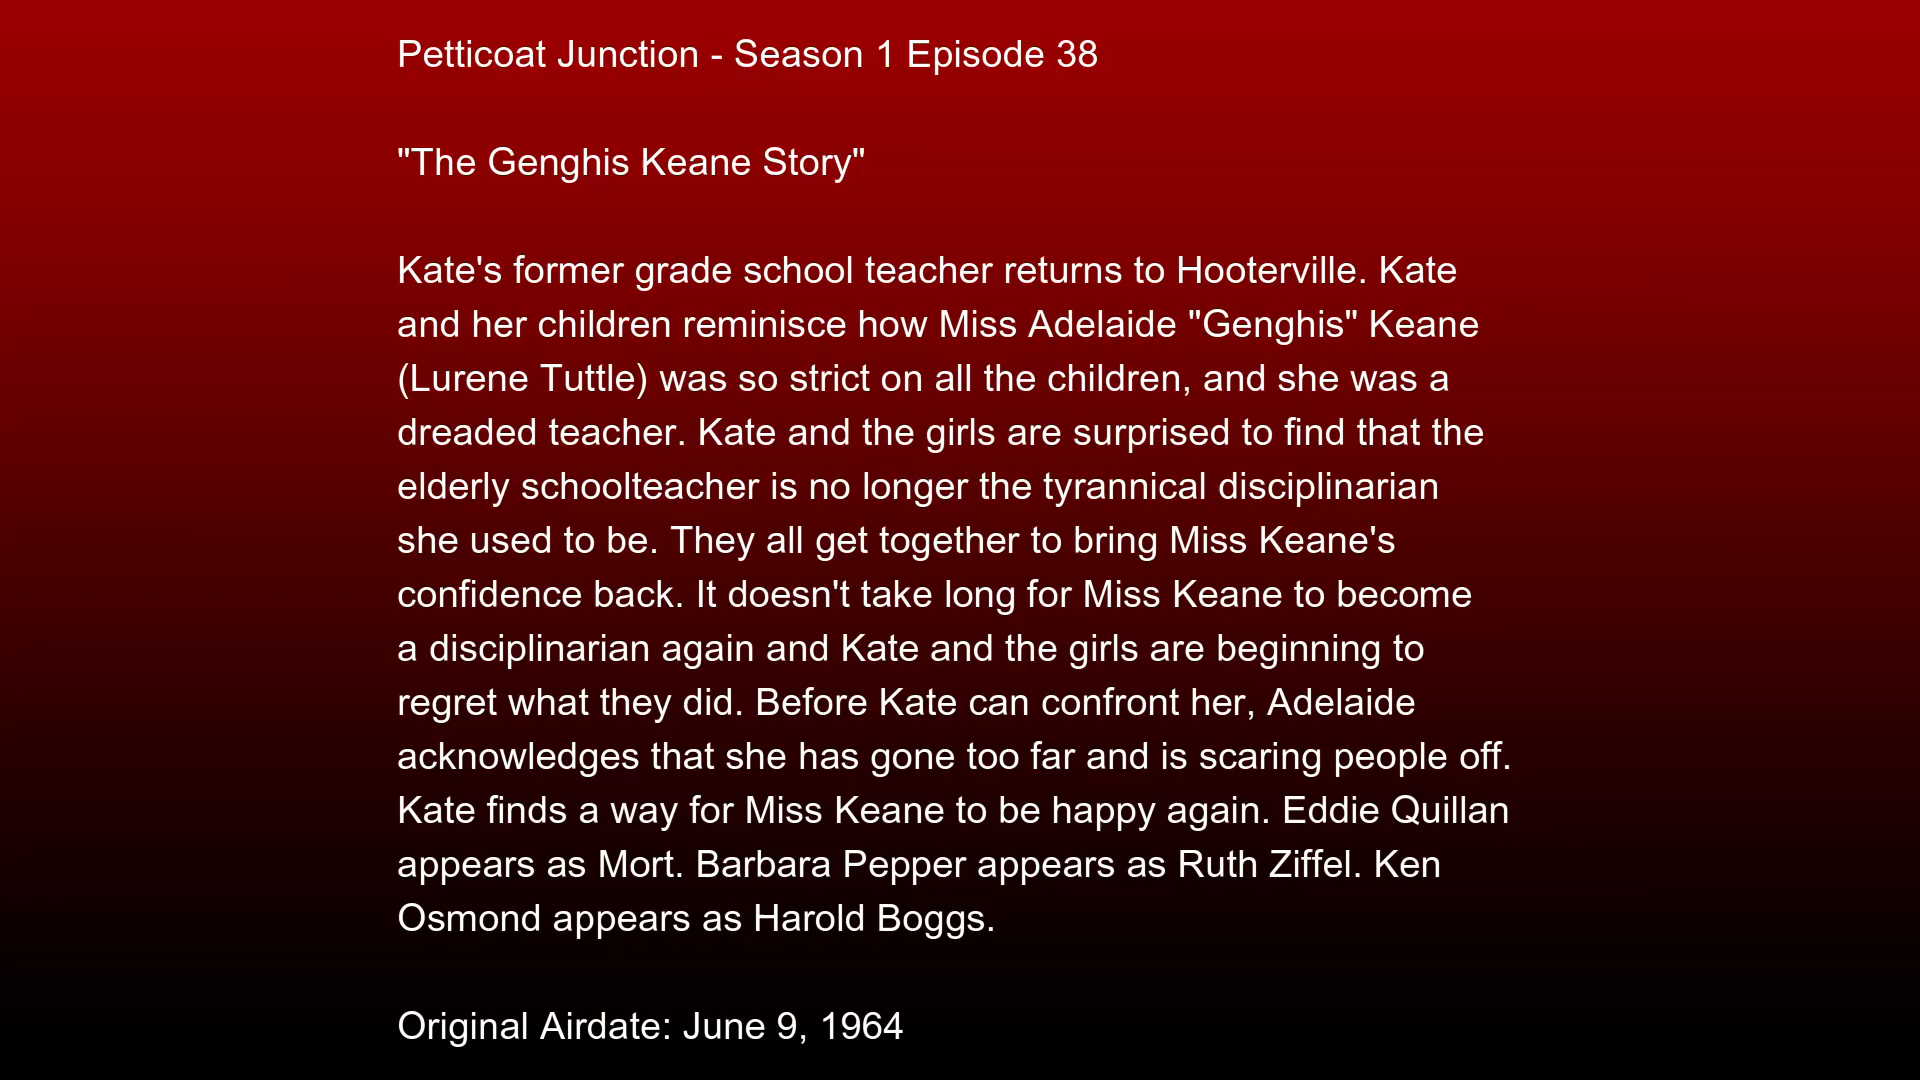 Petticoat Junction - Season 1 Episode 38
"The Genghis Keane Story"
Kate's former grade school teacher returns to Hooterville. Kate
and her children reminisce how Miss Adelaide "Genghis" Keane
(Lurene Tuttle) was so strict on all the children, and she was a
dreaded teacher. Kate and the girls are surprised to find that the
elderly schoolteacher is no longer the tyrannical disciplinarian
she used to be. They all get together to bring Miss Keane's
confidence back. It doesn't take long for Miss Keane to become
a disciplinarian again and Kate and the girls are beginning to
regret what they did. Before Kate can confront her, Adelaide
acknowledges that she has gone too far and is scaring people off.
Kate finds a way for Miss Keane to be happy again. Eddie Quillan
appears as Mort. Barbara Pepper appears as Ruth Ziffel. Ken
Osmond appears as Harold Boggs.
Original Airdate: June 9, 1964